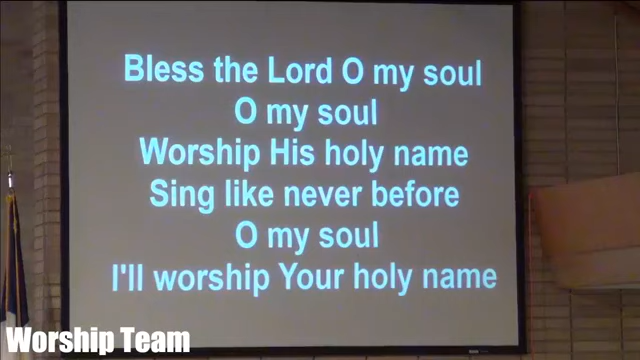 Bless the Lord O my soul
O my soul
Worship His holy name
Sing like never before
O my soul
I'll worship Your holy name
Worship Team